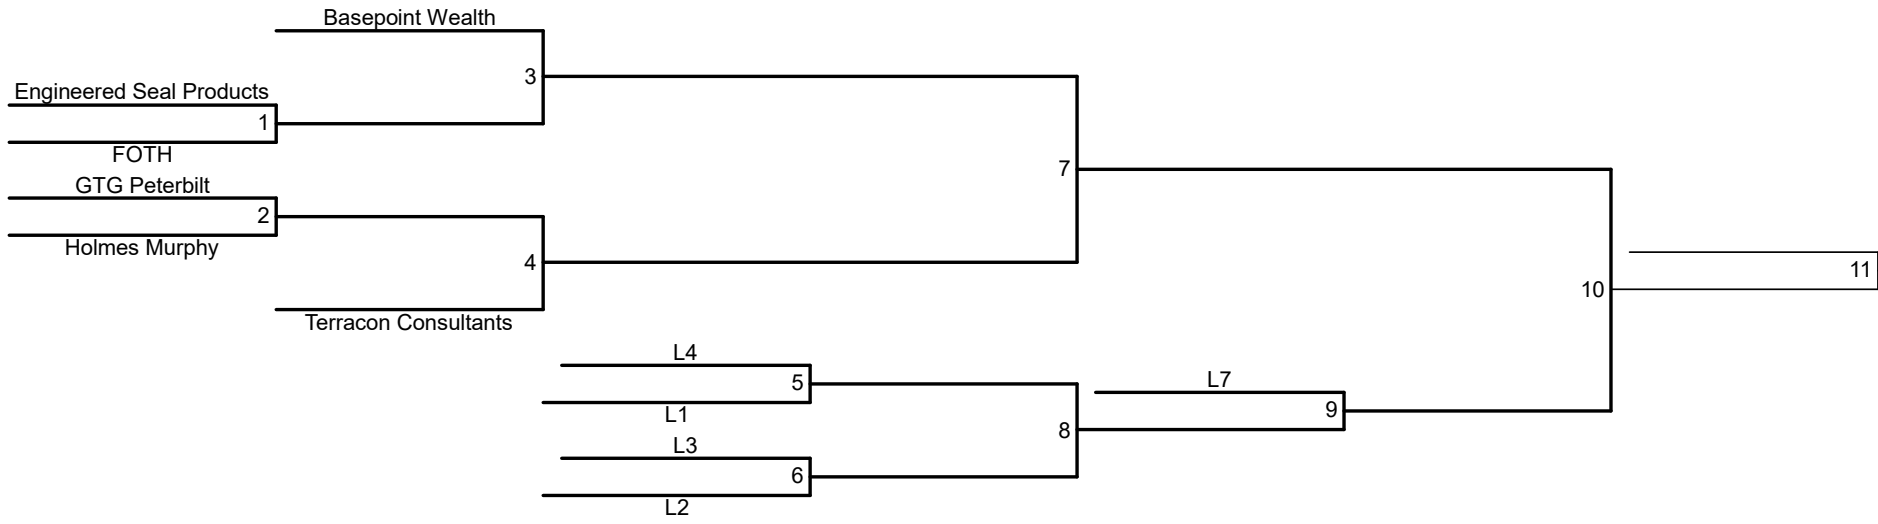 Basepoint Wealth
3
Engineered Seal Products
1
FOTH
7
GTG Peterbilt
2
Holmes Murphy
4
11
10
Terracon Consultants
L4
5
L7
9
L1
8
L3
6
L2